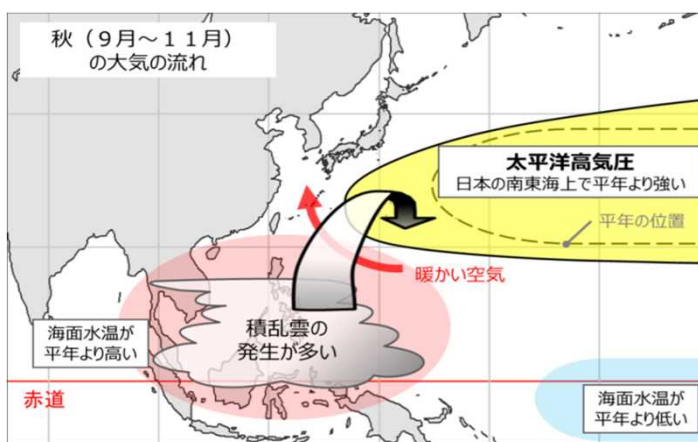 秋（９月～１１月）
の大気の流れ
太平洋高気圧
日本の南東海上で平年より強い
平年の位置
暖かい空気
積乱雲の
発生が多い
海面水温が
平年より高い
赤道
海面水温が
平年より低い